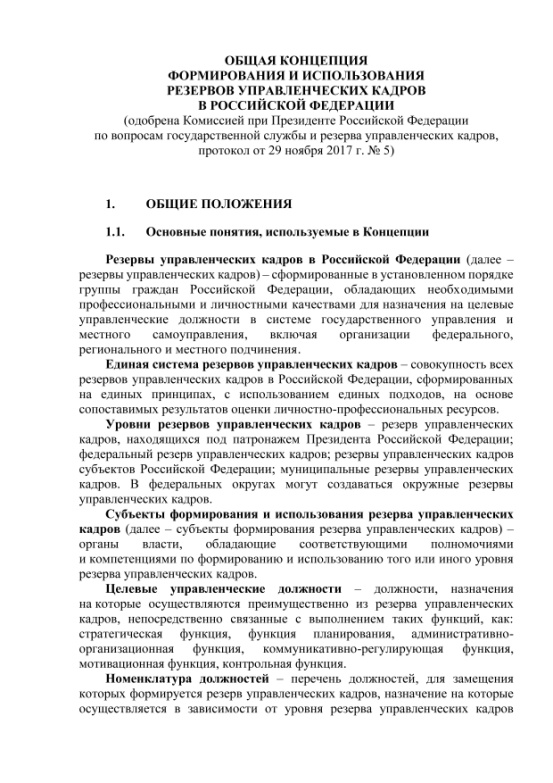 ОБЩАЯ КОНЦЕПЦИЯ
ФОРМИРОВАНИЯ И ИСПОЛЬЗОВАНИЯ
РЕЗЕРВОВ УПРАВЛЕНЧЕСКИХ КАДРОВ
В РОССИЙСКОЙ ФЕДЕРАЦИИ
(одобрена Комиссией при Президенте Российской Федерации
по вопросам государственной службы и резерва управленческих кадров,
протокол от 29 ноября 2017 г. № 5)
1. ОБЩИЕ ПОЛОЖЕНИЯ
1.1. Основные понятия, используемые в Концепции
Резервы управленческих кадров в Российской Федерации (далее –
резервы управленческих кадров) – сформированные в установленном порядке
группы граждан Российской Федерации, обладающих необходимыми
профессиональными и личностными качествами для назначения на целевые
управленческие должности в системе государственного управления и
местного самоуправления, включая организации федерального,
регионального и местного подчинения.
Единая система резервов управленческих кадров – совокупность всех
резервов управленческих кадров в Российской Федерации, сформированных
на единых принципах, с использованием единых подходов, на основе
сопоставимых результатов оценки личностно-профессиональных ресурсов.
Уровни резервов управленческих кадров – резерв управленческих
кадров, находящихся под патронажем Президента Российской Федерации;
федеральный резерв управленческих кадров; резервы управленческих кадров
субъектов Российской Федерации; муниципальные резервы управленческих
кадров. В федеральных округах могут создаваться окружные резервы
управленческих кадров.
Субъекты формирования и использования резерва управленческих
кадров (далее – субъекты формирования резерва управленческих кадров) –
органы власти, обладающие соответствующими полномочиями
и компетенциями по формированию и использованию того или иного уровня
резерва управленческих кадров.
Целевые управленческие должности – должности, назначения
на которые осуществляются преимущественно из резерва управленческих
кадров, непосредственно связанные с выполнением таких функций, как:
стратегическая функция, функция планирования, административно-
организационная функция, коммуникативно-регулирующая функция,
мотивационная функция, контрольная функция.
Номенклатура должностей – перечень должностей, для замещения
которых формируется резерв управленческих кадров, назначение на которые
осуществляется в зависимости от уровня резерва управленческих кадров